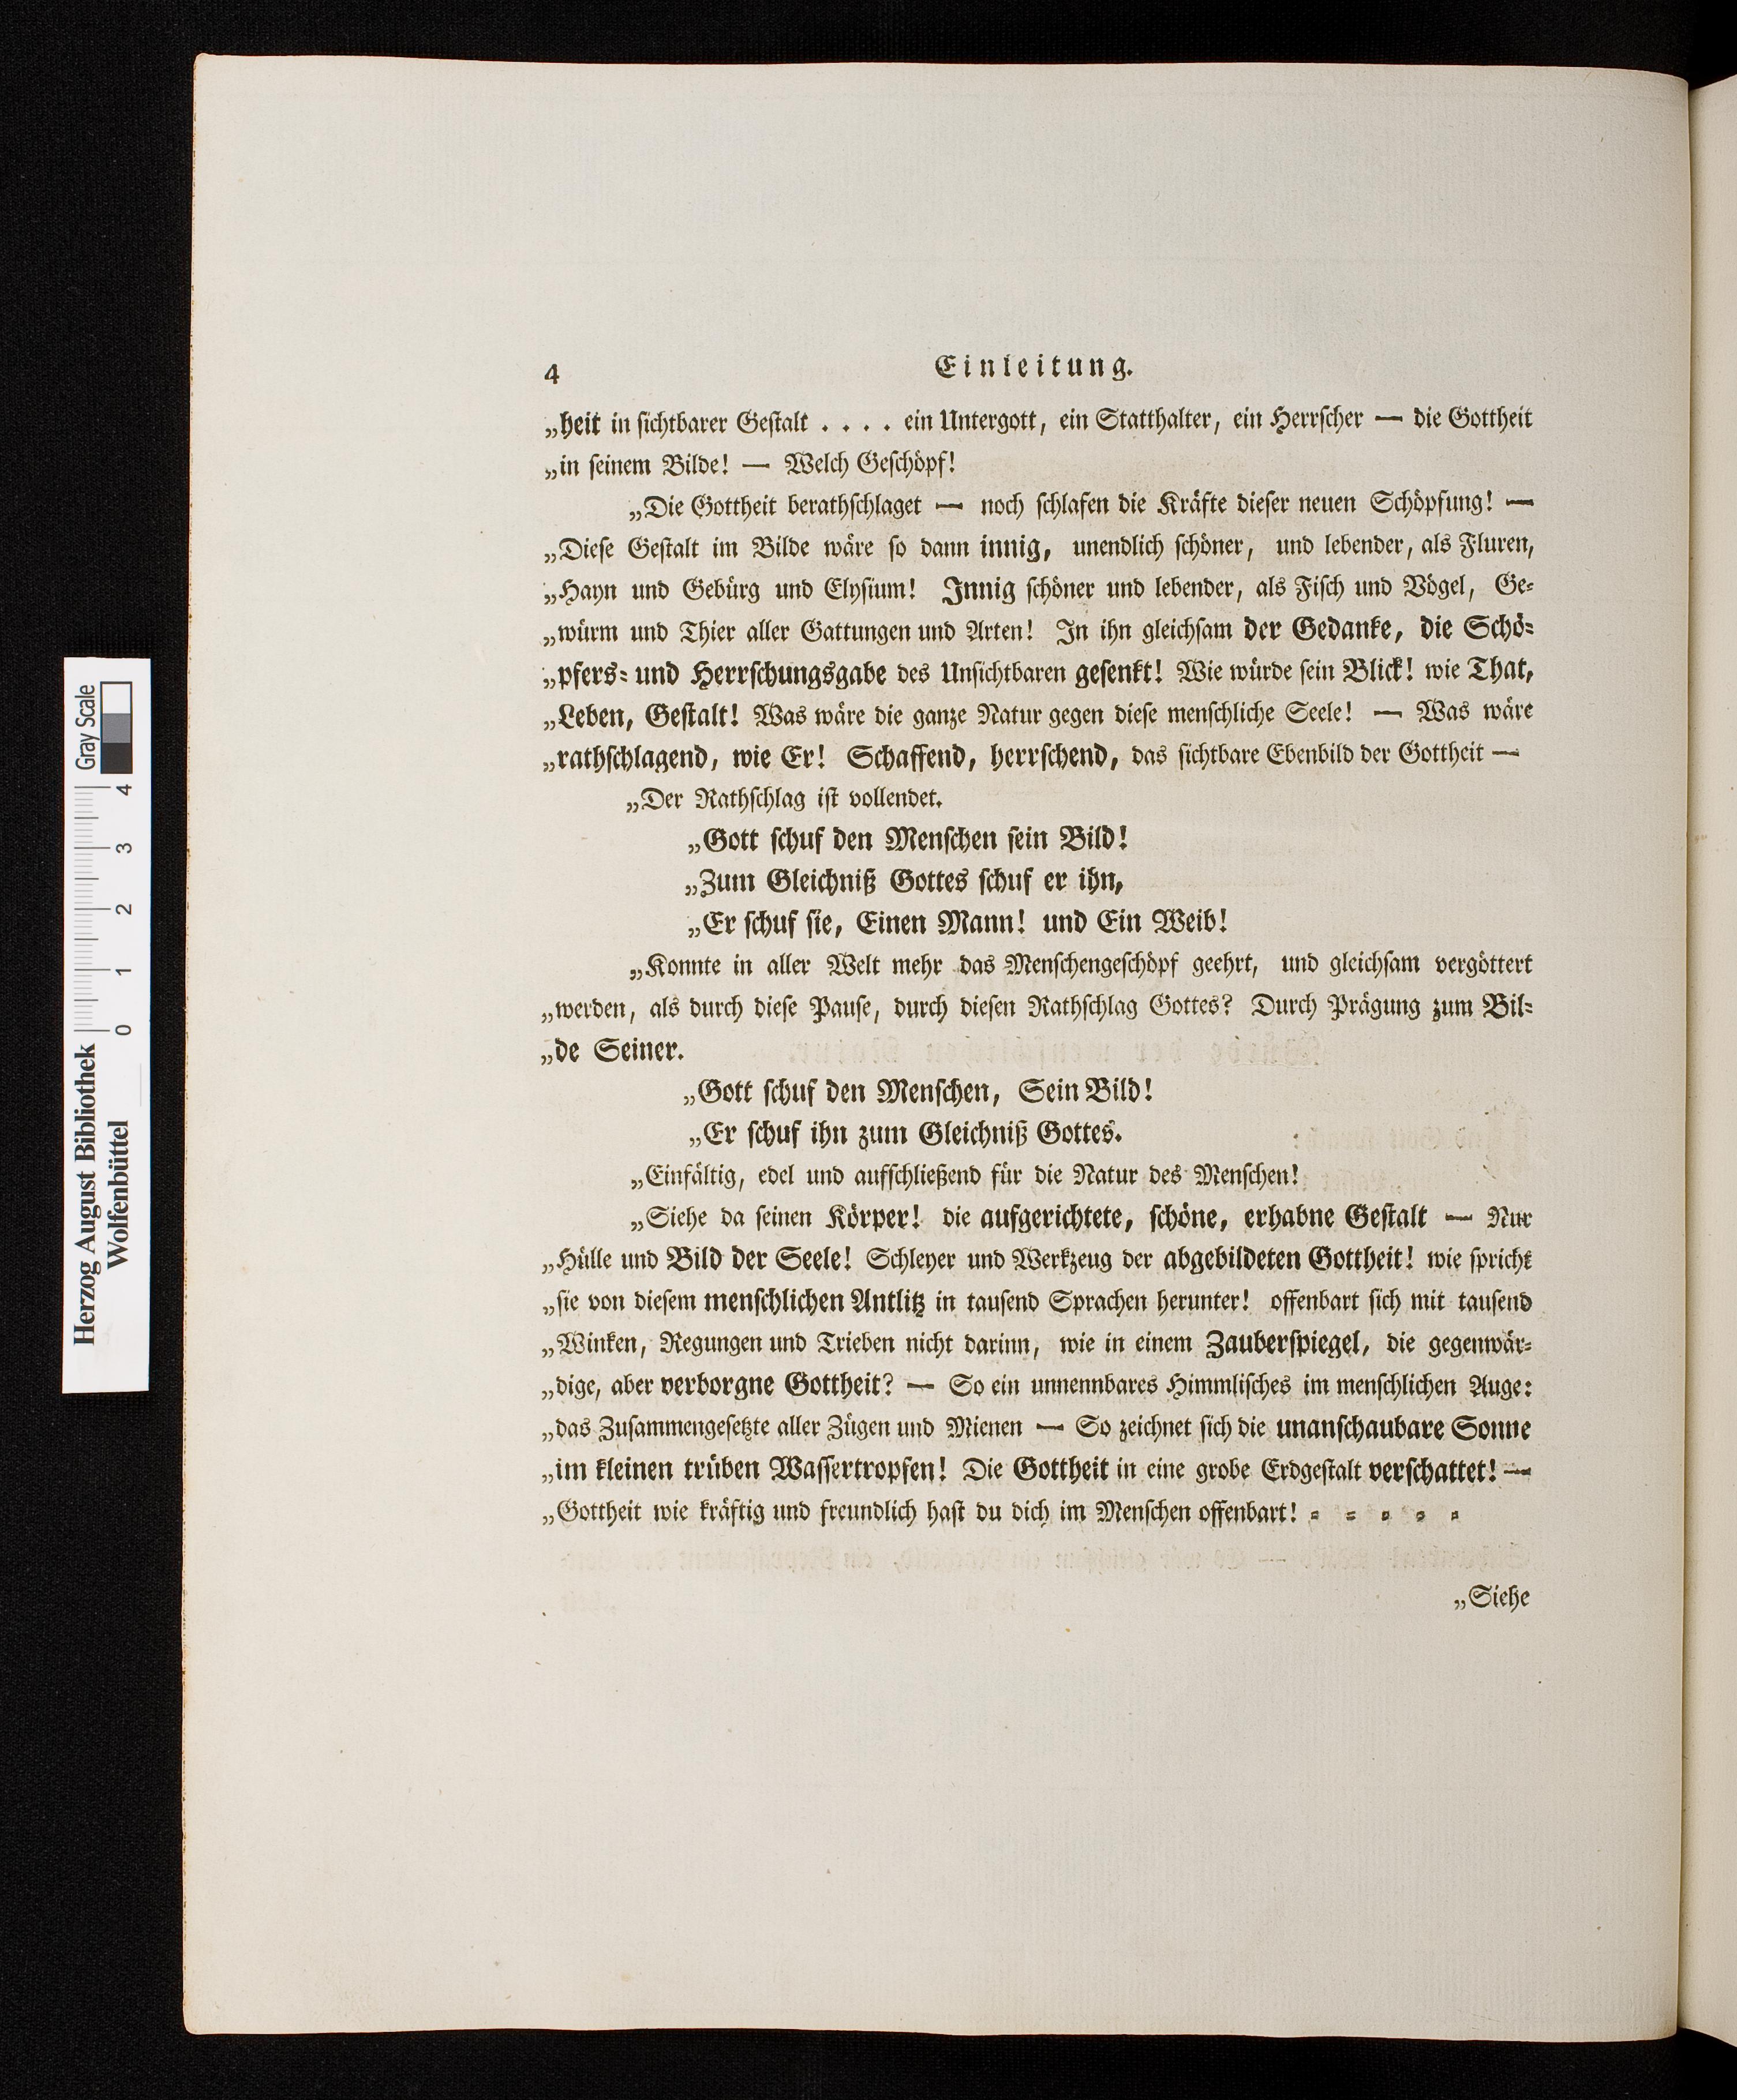 4 Einleitung.
„heit in ſichtbarer Geſtalt . . . . ein Untergott, ein Statthalter, ein Herrſcher — die Gottheit
„in ſeinem Bilde! — Welch Geſchöpf!
„Die Gottheit berathſchlaget — noch ſchlafen die Kräfte dieſer neuen Schöpfung! —
„Dieſe Geſtalt im Bilde wäre ſo dann innig, unendlich ſchöner, und lebender, als Fluren,
„Hayn und Gebürg und Elyſium! Innig ſchöner und lebender, als Fiſch und Vögel, Ge-
„würm und Thier aller Gattungen und Arten! In ihn gleichſam der Gedanke, die Schö-
„pfers- und Herrſchungsgabe des Unſichtbaren geſenkt! Wie würde ſein Blick! wie That,
„Leben, Geſtalt! Was wäre die ganze Natur gegen dieſe menſchliche Seele! — Was wäre
„rathſchlagend, wie Er! Schaffend, herrſchend, das ſichtbare Ebenbild der Gottheit —
„Der Rathſchlag iſt vollendet.
„Gott ſchuf den Menſchen ſein Bild!
„Zum Gleichniß Gottes ſchuf er ihn,
„Er ſchuf ſie, Einen Mann! und Ein Weib!
„Konnte in aller Welt mehr das Menſchengeſchöpf geehrt, und gleichſam vergöttert
„werden, als durch dieſe Pauſe, durch dieſen Rathſchlag Gottes? Durch Prägung zum Bil-
„de Seiner.
„Gott ſchuf den Menſchen, Sein Bild!
„Er ſchuf ihn zum Gleichniß Gottes.
„Einfältig, edel und aufſchließend für die Natur des Menſchen!
„Siehe da ſeinen Körper! die aufgerichtete, ſchöne, erhabne Geſtalt — Nur
„Hülle und Bild der Seele! Schleyer und Werkzeug der abgebildeten Gottheit! wie ſpricht
„ſie von dieſem menſchlichen Antlitz in tauſend Sprachen herunter! offenbart ſich mit tauſend
„Winken, Regungen und Trieben nicht darinn, wie in einem Zauberſpiegel, die gegenwär-
„dige, aber verborgne Gottheit? — So ein unnennbares Himmliſches im menſchlichen Auge:
„das Zuſammengeſetzte aller Zügen und Mienen — So zeichnet ſich die unanſchaubare Sonne
„im kleinen trüben Waſſertropfen! Die Gottheit in eine grobe Erdgeſtalt verſchattet! —
„Gottheit wie kräftig und freundlich haſt du dich im Menſchen offenbart! - - - - -
„Siehe
Herzog August Bibliothek
Wolfenbüttel
0 1 2 3 4
Gray Scale